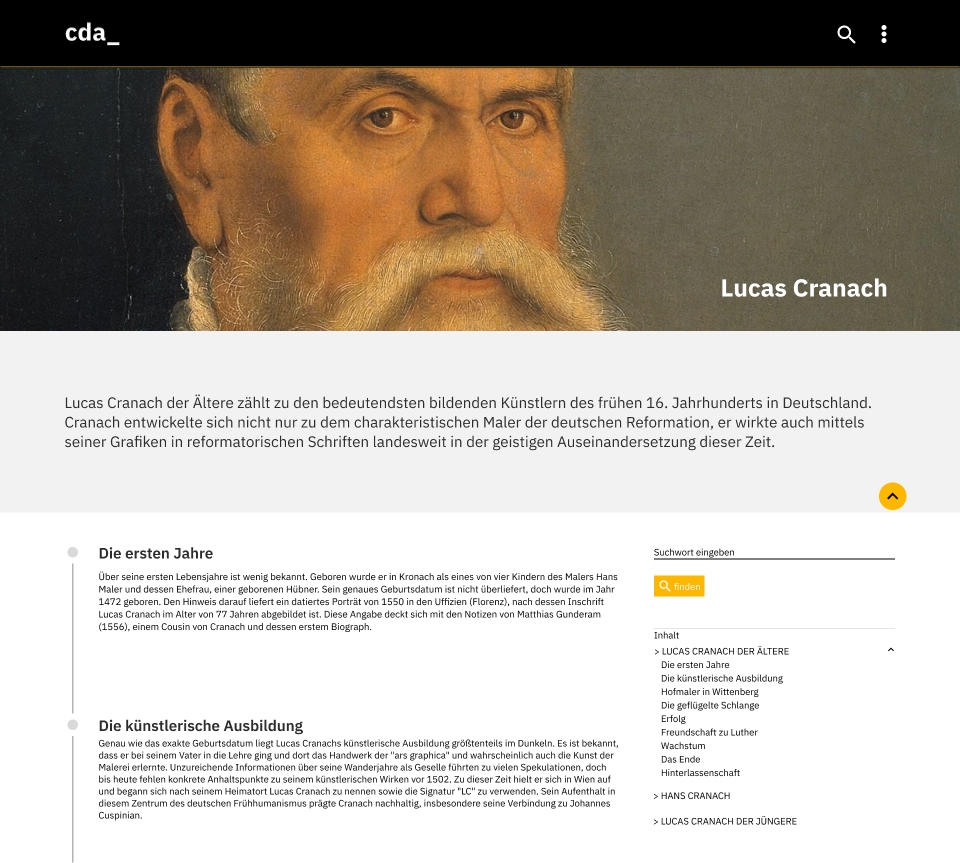 cda_
Lucas Cranach
Lucas Cranach der Ältere zählt zu den bedeutendsten bildenden Künstlern des frühen 16. Jahrhunderts in Deutschland.
Cranach entwickelte sich nicht nur zu dem charakteristischen Maler der deutschen Reformation, er wirkte auch mittels
seiner Grafiken in reformatorischen Schriften landesweit in der geistigen Auseinandersetzung dieser Zeit.
Die ersten Jahre
Über seine ersten Lebensjahre ist wenig bekannt. Geboren wurde er in Kronach als eines von vier Kindern des Malers Hans
Maler und dessen Ehefrau, einer geborenen Hübner. Sein genaues Geburtsdatum ist nicht überliefert, doch wurde im Jahr
1472 geboren. Den Hinweis darauf liefert ein datiertes Porträt von 1550 in den Uffizien (Florenz), nach dessen Inschrift
Lucas Cranach im Alter von 77 Jahren abgebildet ist. Diese Angabe deckt sich mit den Notizen von Matthias Gunderam
(1556), einem Cousin von Cranach und dessen erstem Biograph.
Die künstlerische Ausbildung
Genau wie das exakte Geburtsdatum liegt Lucas Cranachs künstlerische Ausbildung größtenteils im Dunkeln. Es ist bekannt,
dass er bei seinem Vater in die Lehre ging und dort das Handwerk der "ars graphica" und wahrscheinlich auch die Kunst der
Malerei erlernte. Unzureichende Informationen über seine Wanderjahre als Geselle führten zu vielen Spekulationen, doch
bis heute fehlen konkrete Anhaltspunkte zu seinem künstlerischen Wirken vor 1502. Zu dieser Zeit hielt er sich in Wien auf
und begann sich nach seinem Heimatort Lucas Cranach zu nennen sowie die Signatur "LC" zu verwenden. Sein Aufenthalt in
diesem Zentrum des deutschen Frühhumanismus prägte Cranach nachhaltig, insbesondere seine Verbindung zu Johannes
Cuspinian.
Suchwort eingeben
finden
Inhalt
> LUCAS CRANACH DER ÄLTERE
Die ersten Jahre
Die künstlerische Ausbildung
Hofmaler in Wittenberg
Die geflügelte Schlange
Erfolg
Freundschaft zu Luther
Wachstum
Das Ende
Hinterlassenschaft
> HANS CRANACH
> LUCAS CRANACH DER JÜNGERE